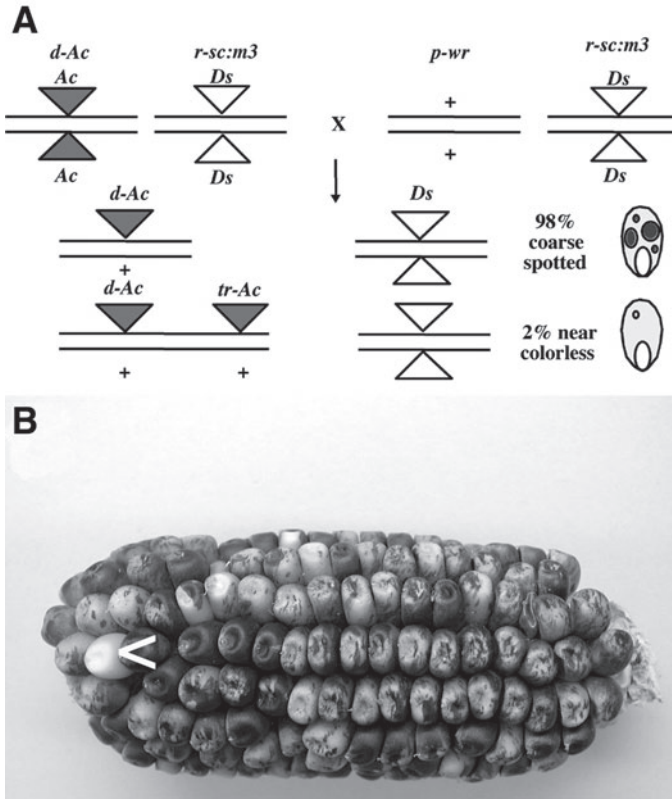 A
d-Ac r-sc:m3 p-wr r-sc:m3
Ac Ds + Ds
X
Ac Ds + Ds
d-Ac Ds
98%
coarse
spotted
+
d-Ac tr-Ac
2% near
colorless
+ +
B
<